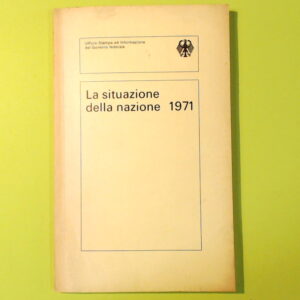 Ufficio Stampa ed Informazione
del Governo federale
La situazione
della nazione 1971